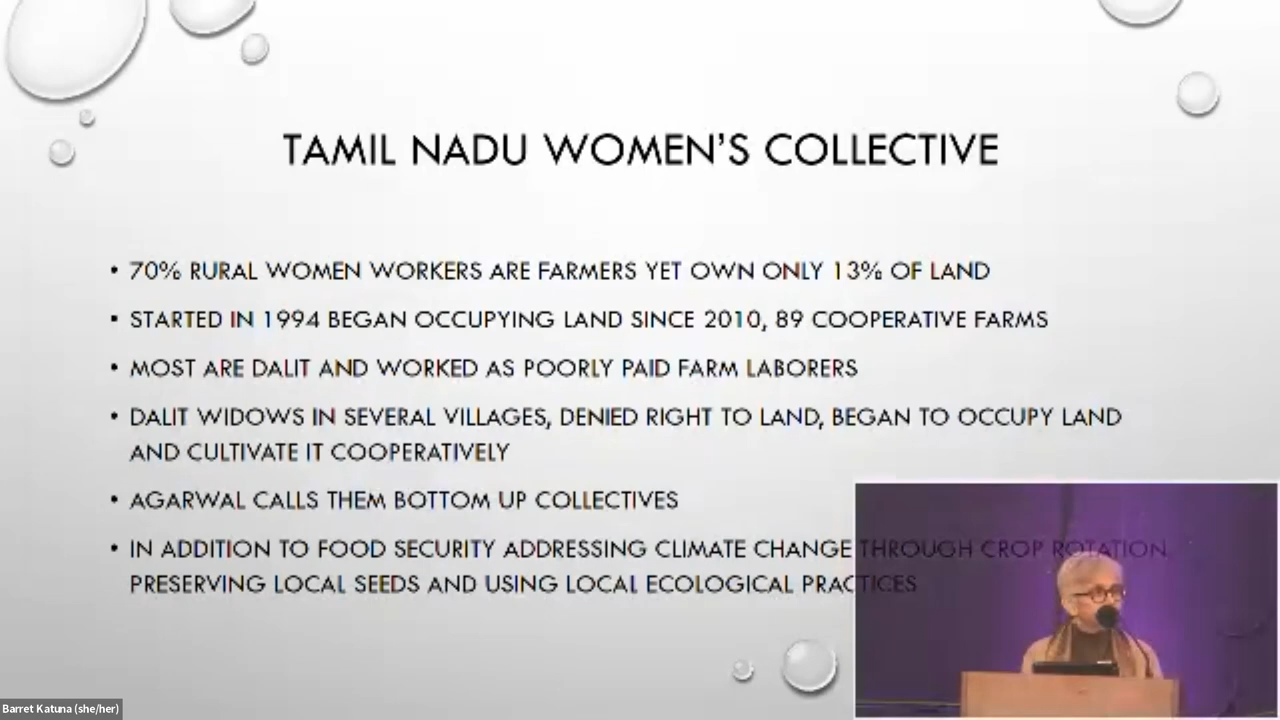 TAMIL NADU WOMEN'S COLLECTIVE
• 70% RURAL WOMEN WORKERS ARE FARMERS YET OWN ONLY 13% OF LAND
• STARTED IN 1994 BEGAN OCCUPYING LAND SINCE 2010, 89 COOPERATIVE FARMS
• MOST ARE DALIT AND WORKED AS POORLY PAID FARM LABORERS
• DALIT WIDOWS IN SEVERAL VILLAGES, DENIED RIGHT TO LAND, BEGAN TO OCCUPY LAND
AND CULTIVATE IT COOPERATIVELY
• AGARWAL CALLS THEM BOTTOM UP COLLECTIVES
• IN ADDITION TO FOOD SECURITY ADDRESSING CLIMATE CHANGE THROUGH CROP ROTATION
PRESERVING LOCAL SEEDS AND USING LOCAL ECOLOGICAL PRACTICES
Barret Katuna (she/her)